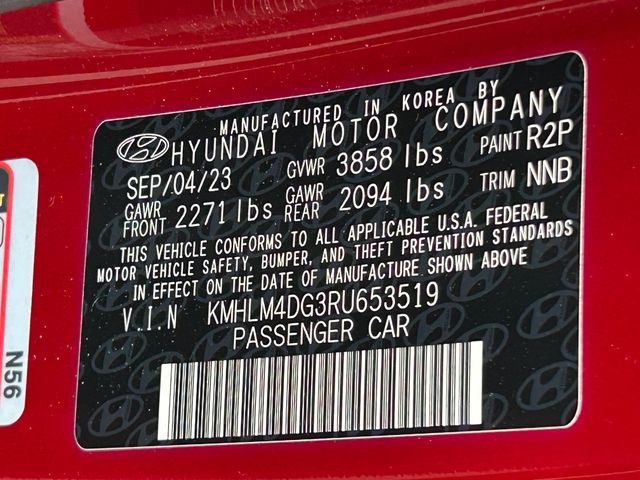 MANUFACTURED IN KOREA BY
HYUNDAI MOTOR COMPANY
SEP/04/23 GVWR 3858 lbs PAINT R2P
GAWR FRONT 2271 lbs GAWR REAR 2094 lbs TRIM NNB
THIS VEHICLE CONFORMS TO ALL APPLICABLE U.S.A. FEDERAL
MOTOR VEHICLE SAFETY, BUMPER, AND THEFT PREVENTION STANDARDS
IN EFFECT ON THE DATE OF MANUFACTURE SHOWN ABOVE
V.I.N KMHLM4DG3RU653519
PASSENGER CAR
N56